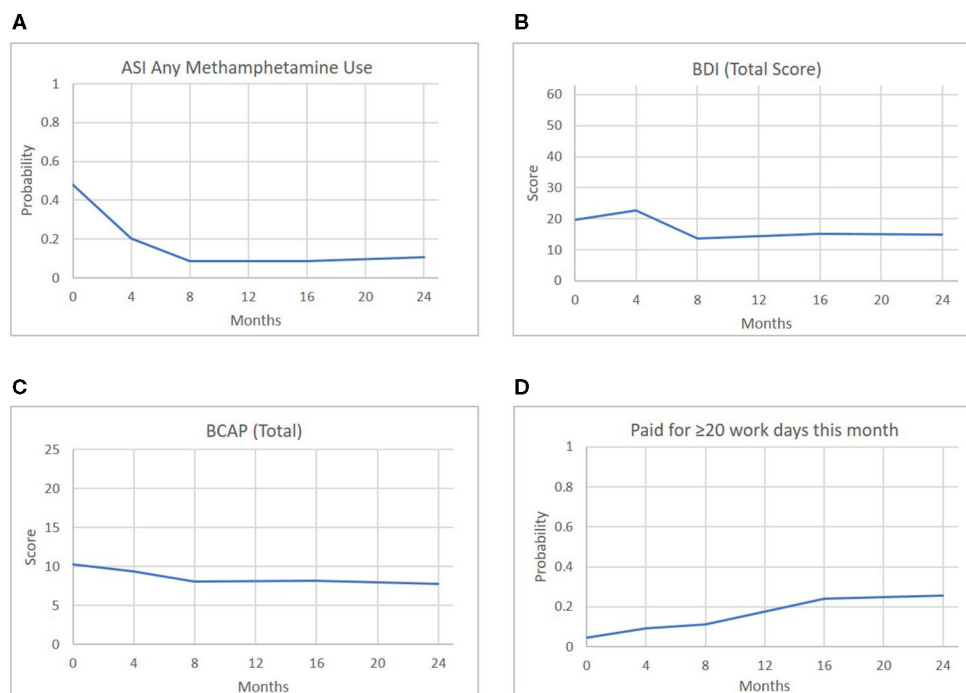 A
ASI Any Methamphetamine Use
Probability
1
0.8
0.6
0.4
0.2
0
0 4 8 12 16 20 24
Months
B
BDI (Total Score)
Score
60
50
40
30
20
10
0
0 4 8 12 16 20 24
Months
C
BCAP (Total)
Score
25
20
15
10
5
0
0 4 8 12 16 20 24
Months
D
Paid for ≥20 work days this month
Probability
1
0.8
0.6
0.4
0.2
0
0 4 8 12 16 20 24
Months